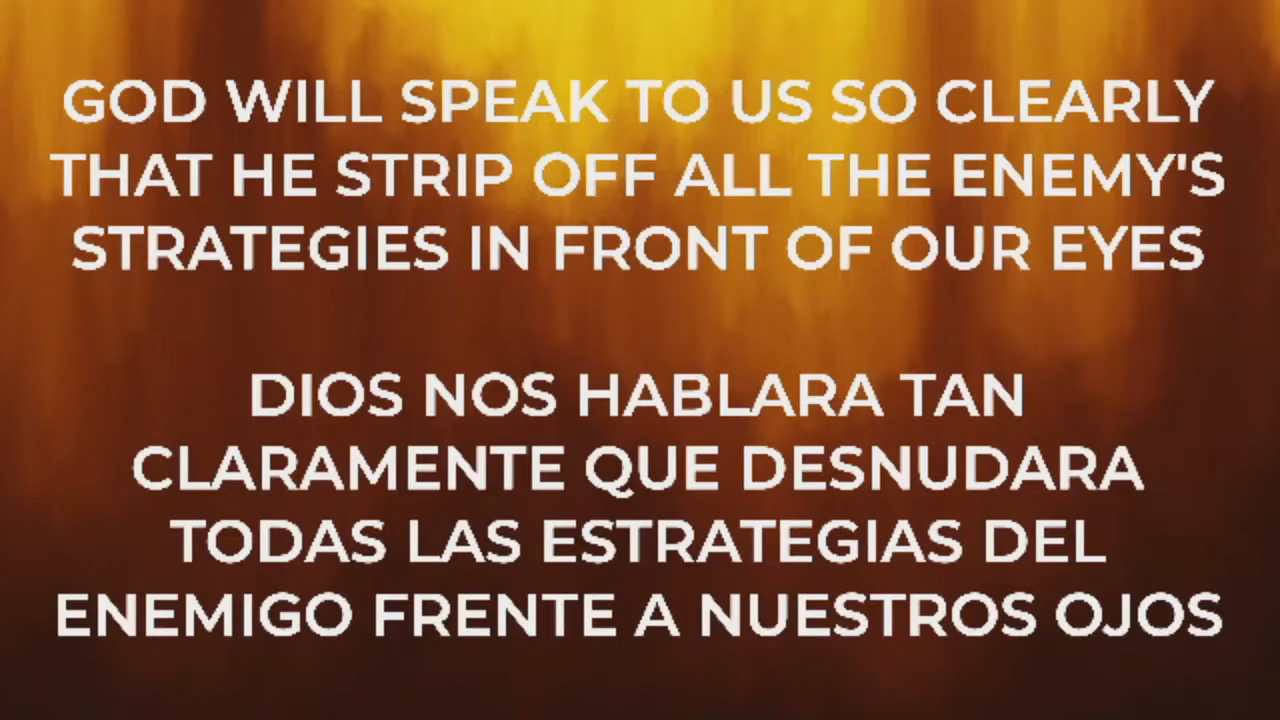 GOD WILL SPEAK TO US SO CLEARLY
THAT HE STRIP OFF ALL THE ENEMY'S
STRATEGIES IN FRONT OF OUR EYES
DIOS NOS HABLARA TAN
CLARAMENTE QUE DESNUDARA
TODAS LAS ESTRATEGIAS DEL
ENEMIGO FRENTE A NUESTROS OJOS